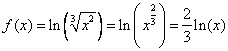 f(x) = ln(∛x²) = ln(x^(2/3)) = 2/3 ln(x)